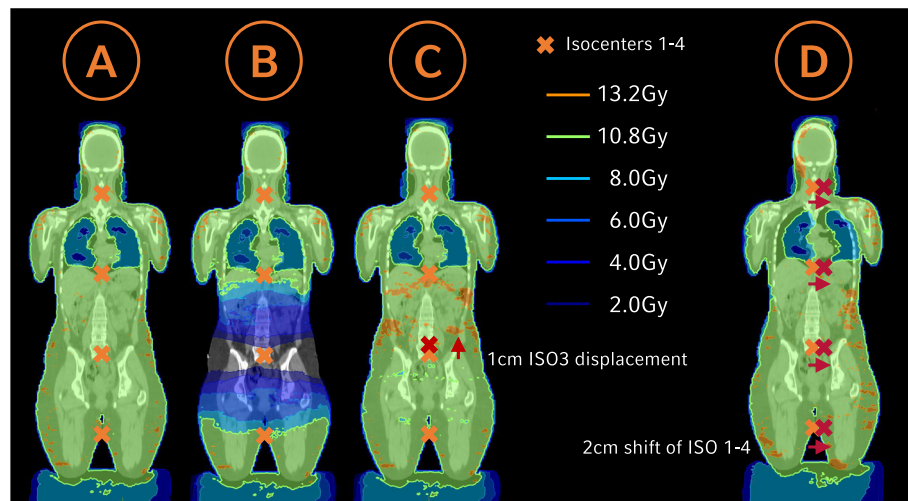 A
B
C
D
Isocenters 1-4
13.2Gy
10.8Gy
8.0Gy
6.0Gy
4.0Gy
2.0Gy
1cm ISO3 displacement
2cm shift of ISO 1-4